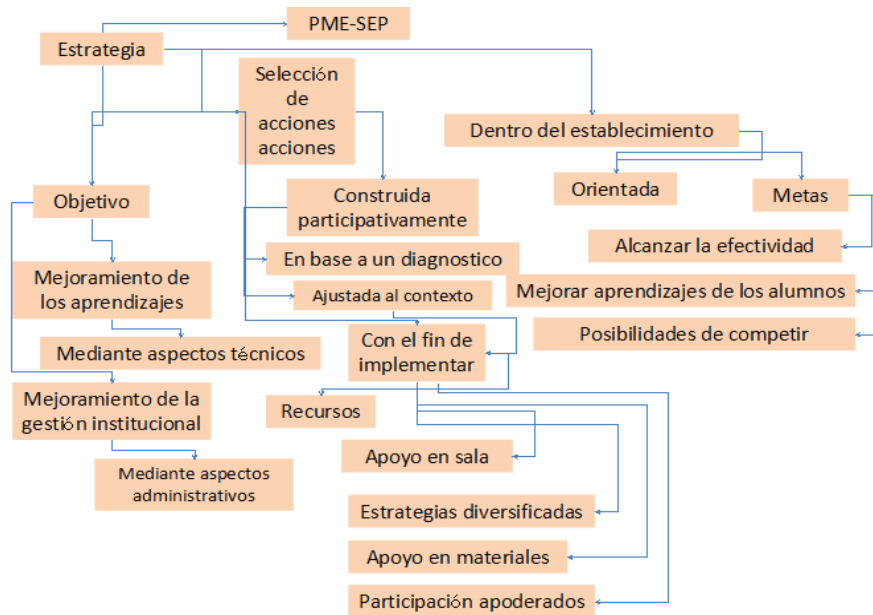 PME-SEP
Estrategia
Selección
de
acciones
acciones
Dentro del establecimiento
Objetivo
Construida
participativamente
Orientada
Metas
Alcanzar la efectividad
En base a un diagnostico
Mejoramiento de
los aprendizajes
Ajustada al contexto
Mejorar aprendizajes de los alumnos
Mediante aspectos técnicos
Con el fin de
implementar
Posibilidades de competir
Mejoramiento de la
gestión institucional
Recursos
Apoyo en sala
Mediante aspectos
administrativos
Estrategias diversificadas
Apoyo en materiales
Participación apoderados